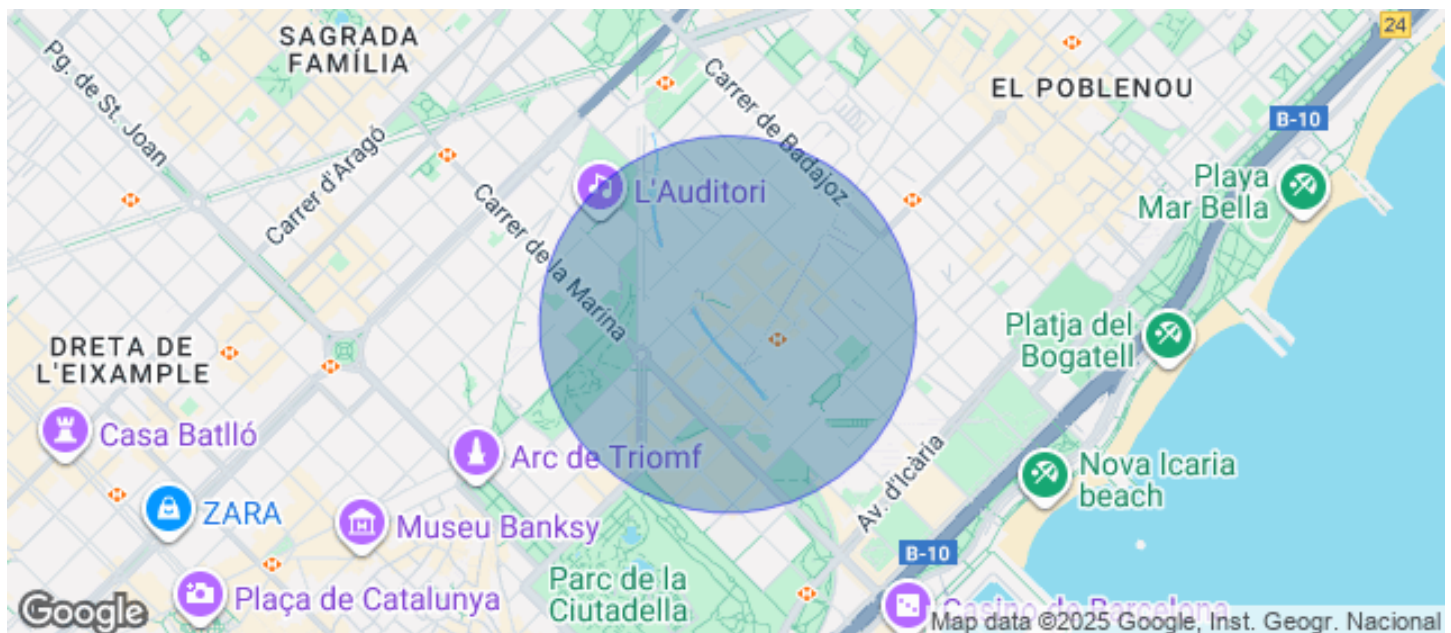 SAGRADA
FAMÍLIA
24
Pg. de St. Joan
Carrer d'Aragó
Carrer de Badajoz
EL POBLENOU
B-10
L'Auditori
Playa
Mar Bella
Carrer de la Marina
DRETA DE
L'EIXAMPLE
Platja del
Bogatell
Casa Batlló
Arc de Triomf
Av. d'Icària
Nova Icaria
beach
ZARA
Museu Banksy
B-10
Parc de la
Ciutadella
Plaça de Catalunya
Casino de Barcelona
Google
Map data ©2025 Google, Inst. Geogr. Nacional